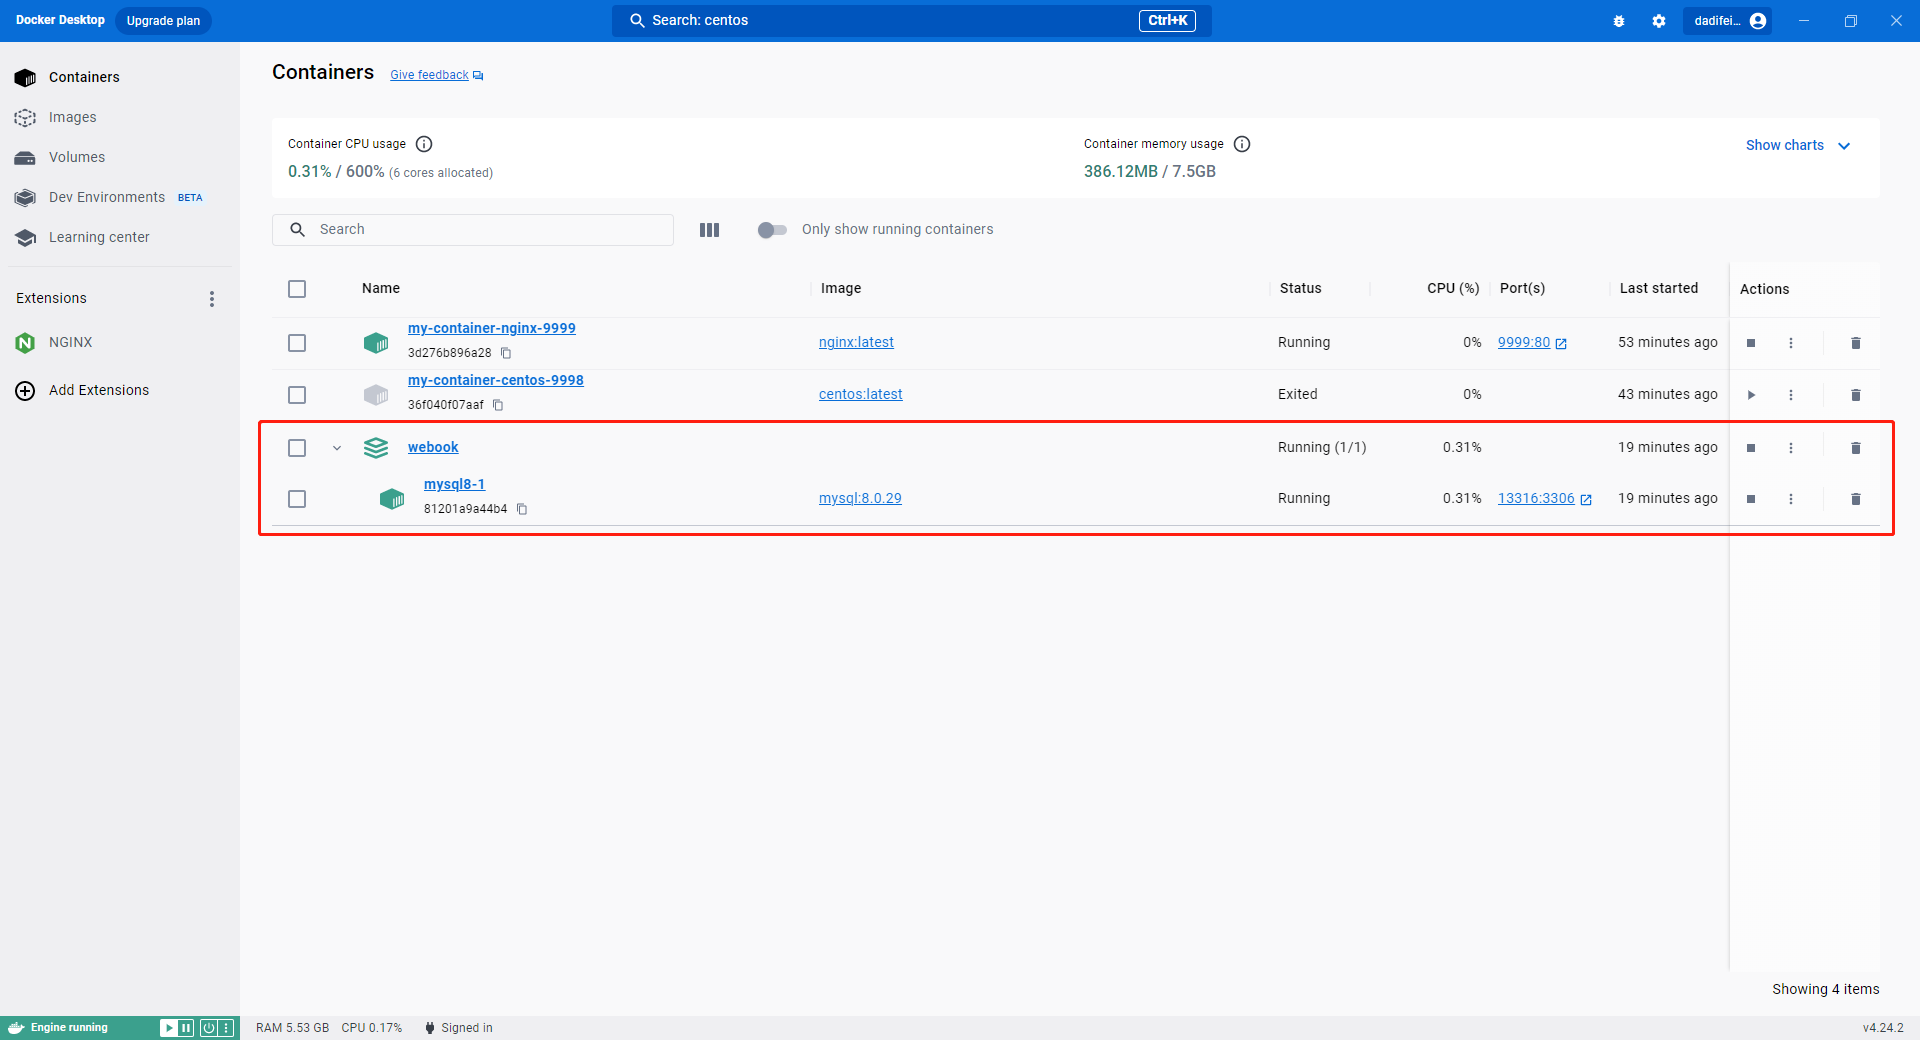 Docker Desktop Upgrade plan Search: centos Ctrl+K dadifei...
Containers
Images
Volumes
Dev Environments BETA
Learning center
Extensions
NGINX
Add Extensions
Containers Give feedback
Container CPU usage
0.31% / 600% (6 cores allocated)
Container memory usage
386.12MB / 7.5GB
Show charts
Search Only show running containers
Name Image Status CPU (%) Port(s) Last started Actions
my-container-nginx-9999
3d276b896a28
nginx:latest Running 0% 9999:80 53 minutes ago
my-container-centos-9998
36f040f07aaf
centos:latest Exited 0% 43 minutes ago
webook Running (1/1) 0.31% 19 minutes ago
mysql8-1
81201a9a44b4
mysql:8.0.29 Running 0.31% 13316:3306 19 minutes ago
Showing 4 items
Engine running RAM 5.53 GB CPU 0.17% Signed in v4.24.2